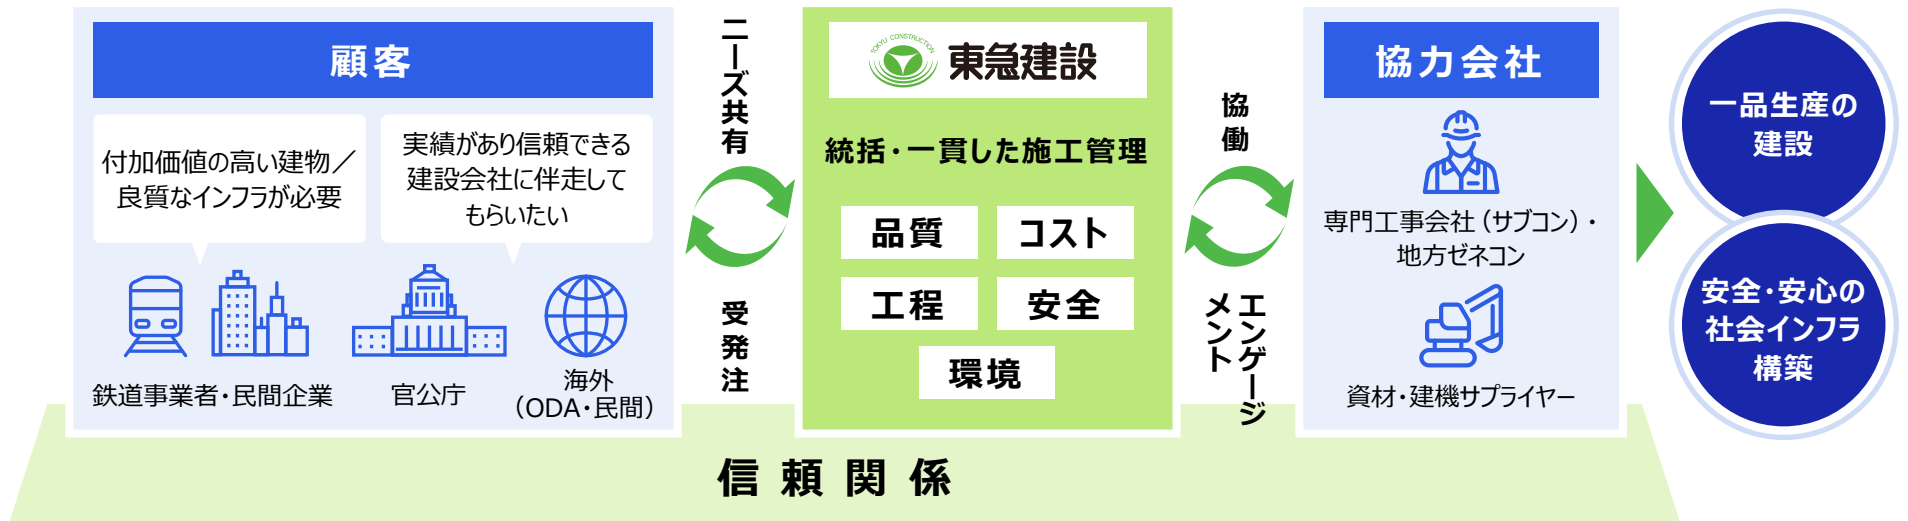 顧客
付加価値の高い建物／
良質なインフラが必要
実績があり信頼できる
建設会社に伴走して
もらいたい
鉄道事業者・民間企業
官公庁
海外
（ODA・民間）
ニーズ共有
受発注
TOKYU CONSTRUCTION
東急建設
統括・一貫した施工管理
品質
コスト
工程
安全
環境
協働
エンゲージ
メント
協力会社
専門工事会社（サブコン）・
地方ゼネコン
資材・建機サプライヤー
一品生産の
建設
安全・安心の
社会インフラ
構築
信頼関係